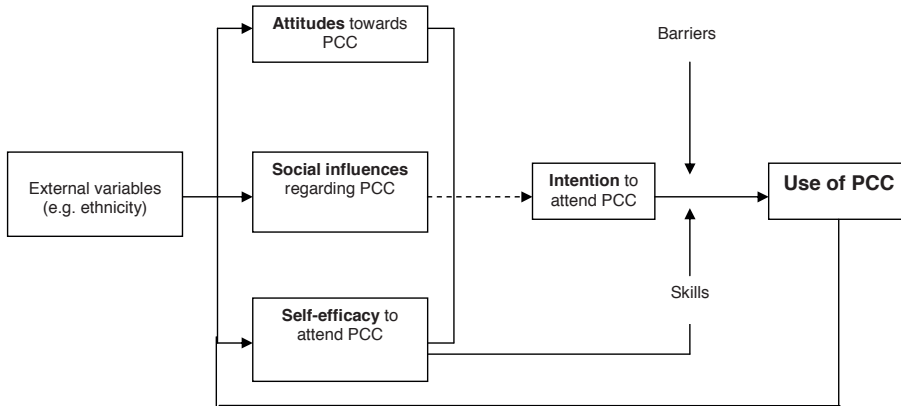 Attitudes towards
PCC
Barriers
External variables
(e.g. ethnicity)
Social influences
regarding PCC
Intention to
attend PCC
Use of PCC
Self-efficacy to
attend PCC
Skills